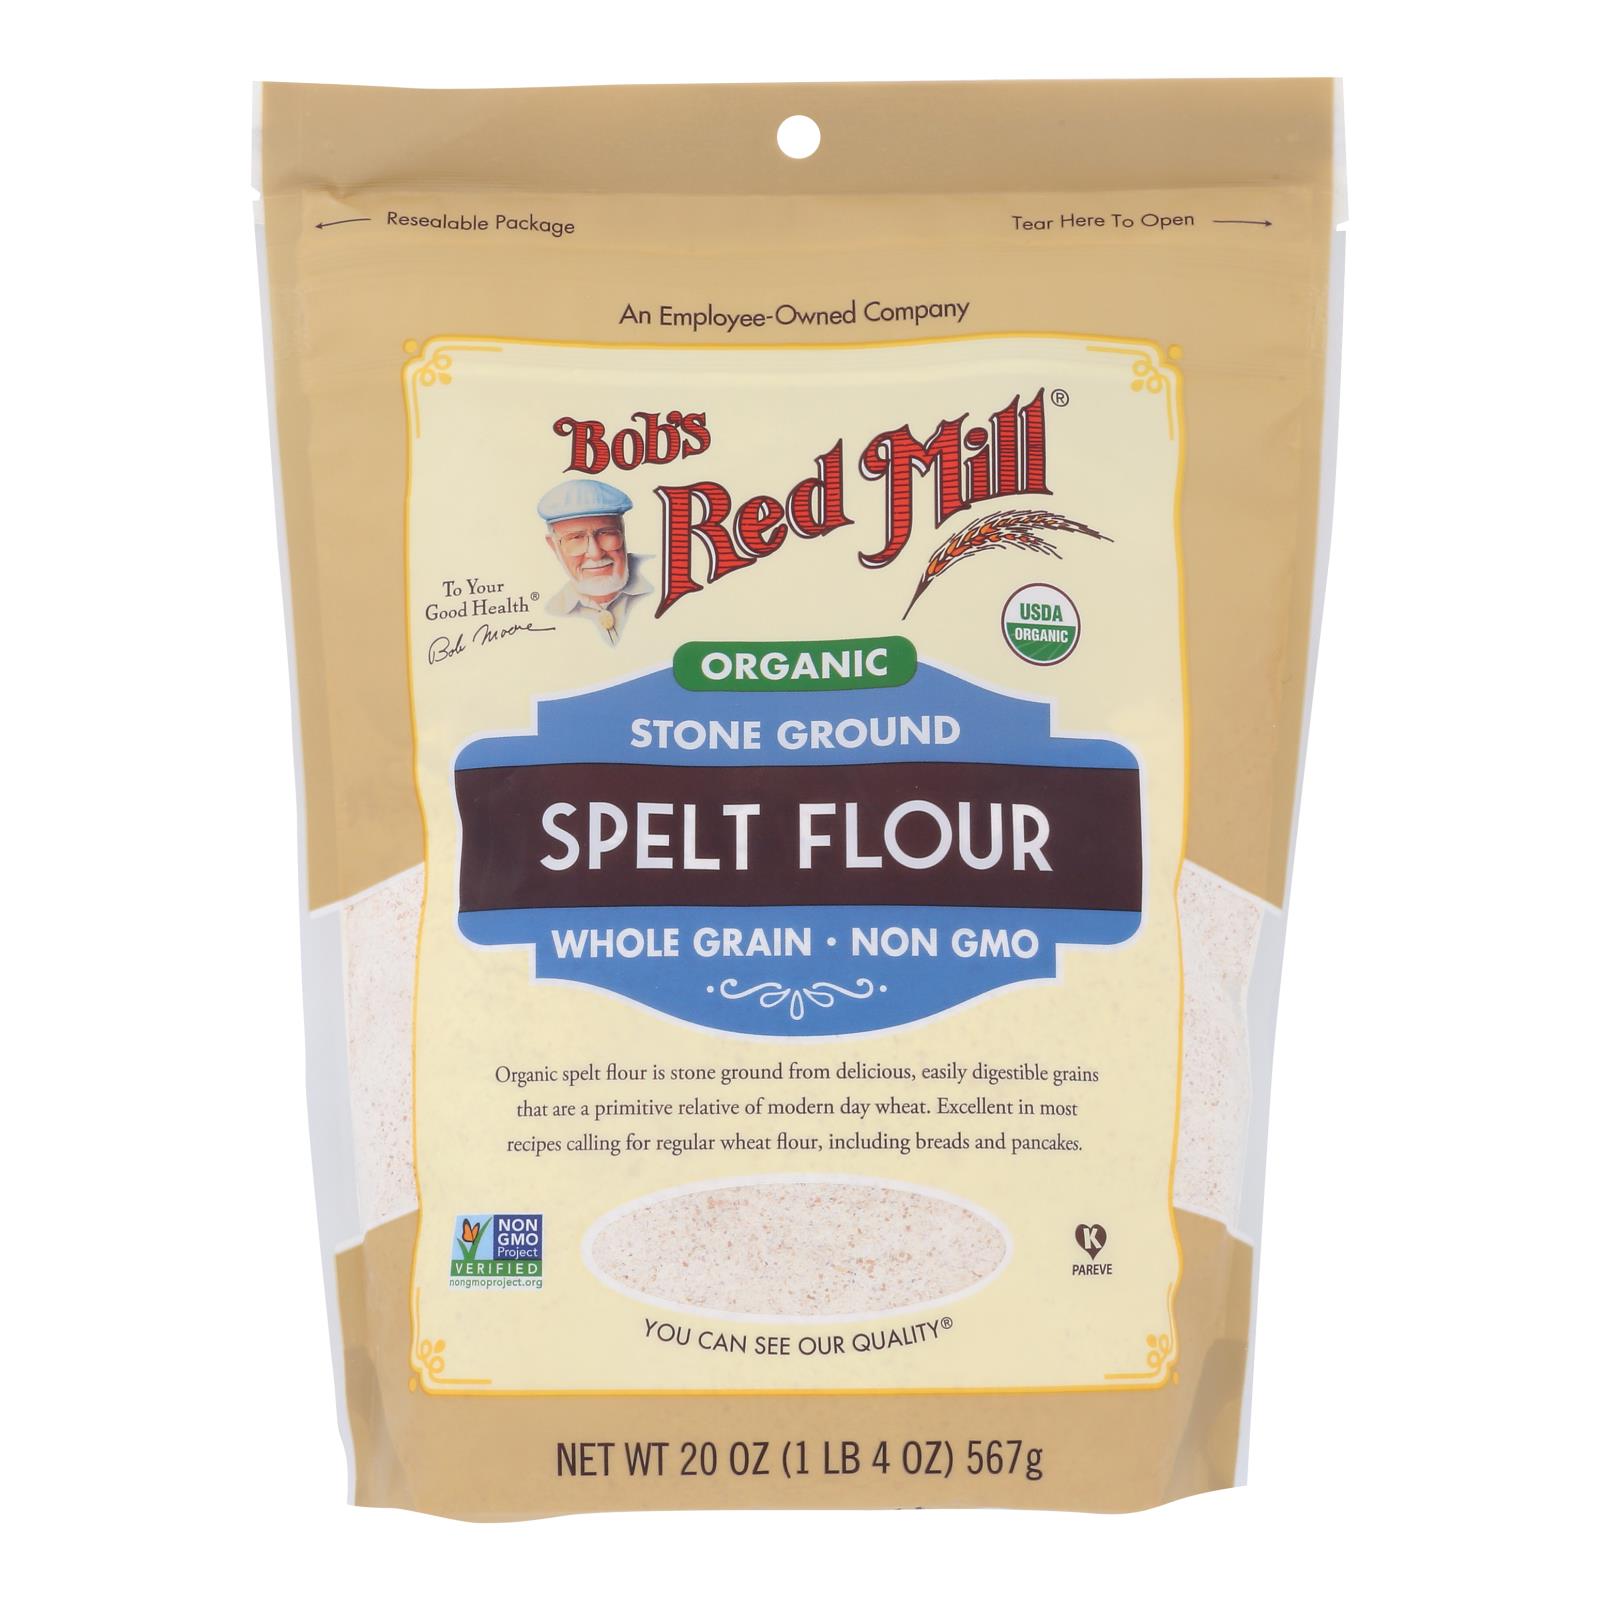 Resealable Package
Tear Here To Open
An Employee-Owned Company
Bob's
Red Mill®
To Your
Good Health®
Bob Moore
USDA
ORGANIC
ORGANIC
STONE GROUND
SPELT FLOUR
WHOLE GRAIN • NON GMO
Organic spelt flour is stone ground from delicious, easily digestible grains
that are a primitive relative of modern day wheat. Excellent in most
recipes calling for regular wheat flour, including breads and pancakes.
NON
GMO
Project
VERIFIED
nongmoproject.org
K
PAREVE
YOU CAN SEE OUR QUALITY®
NET WT 20 OZ (1 LB 4 OZ) 567g